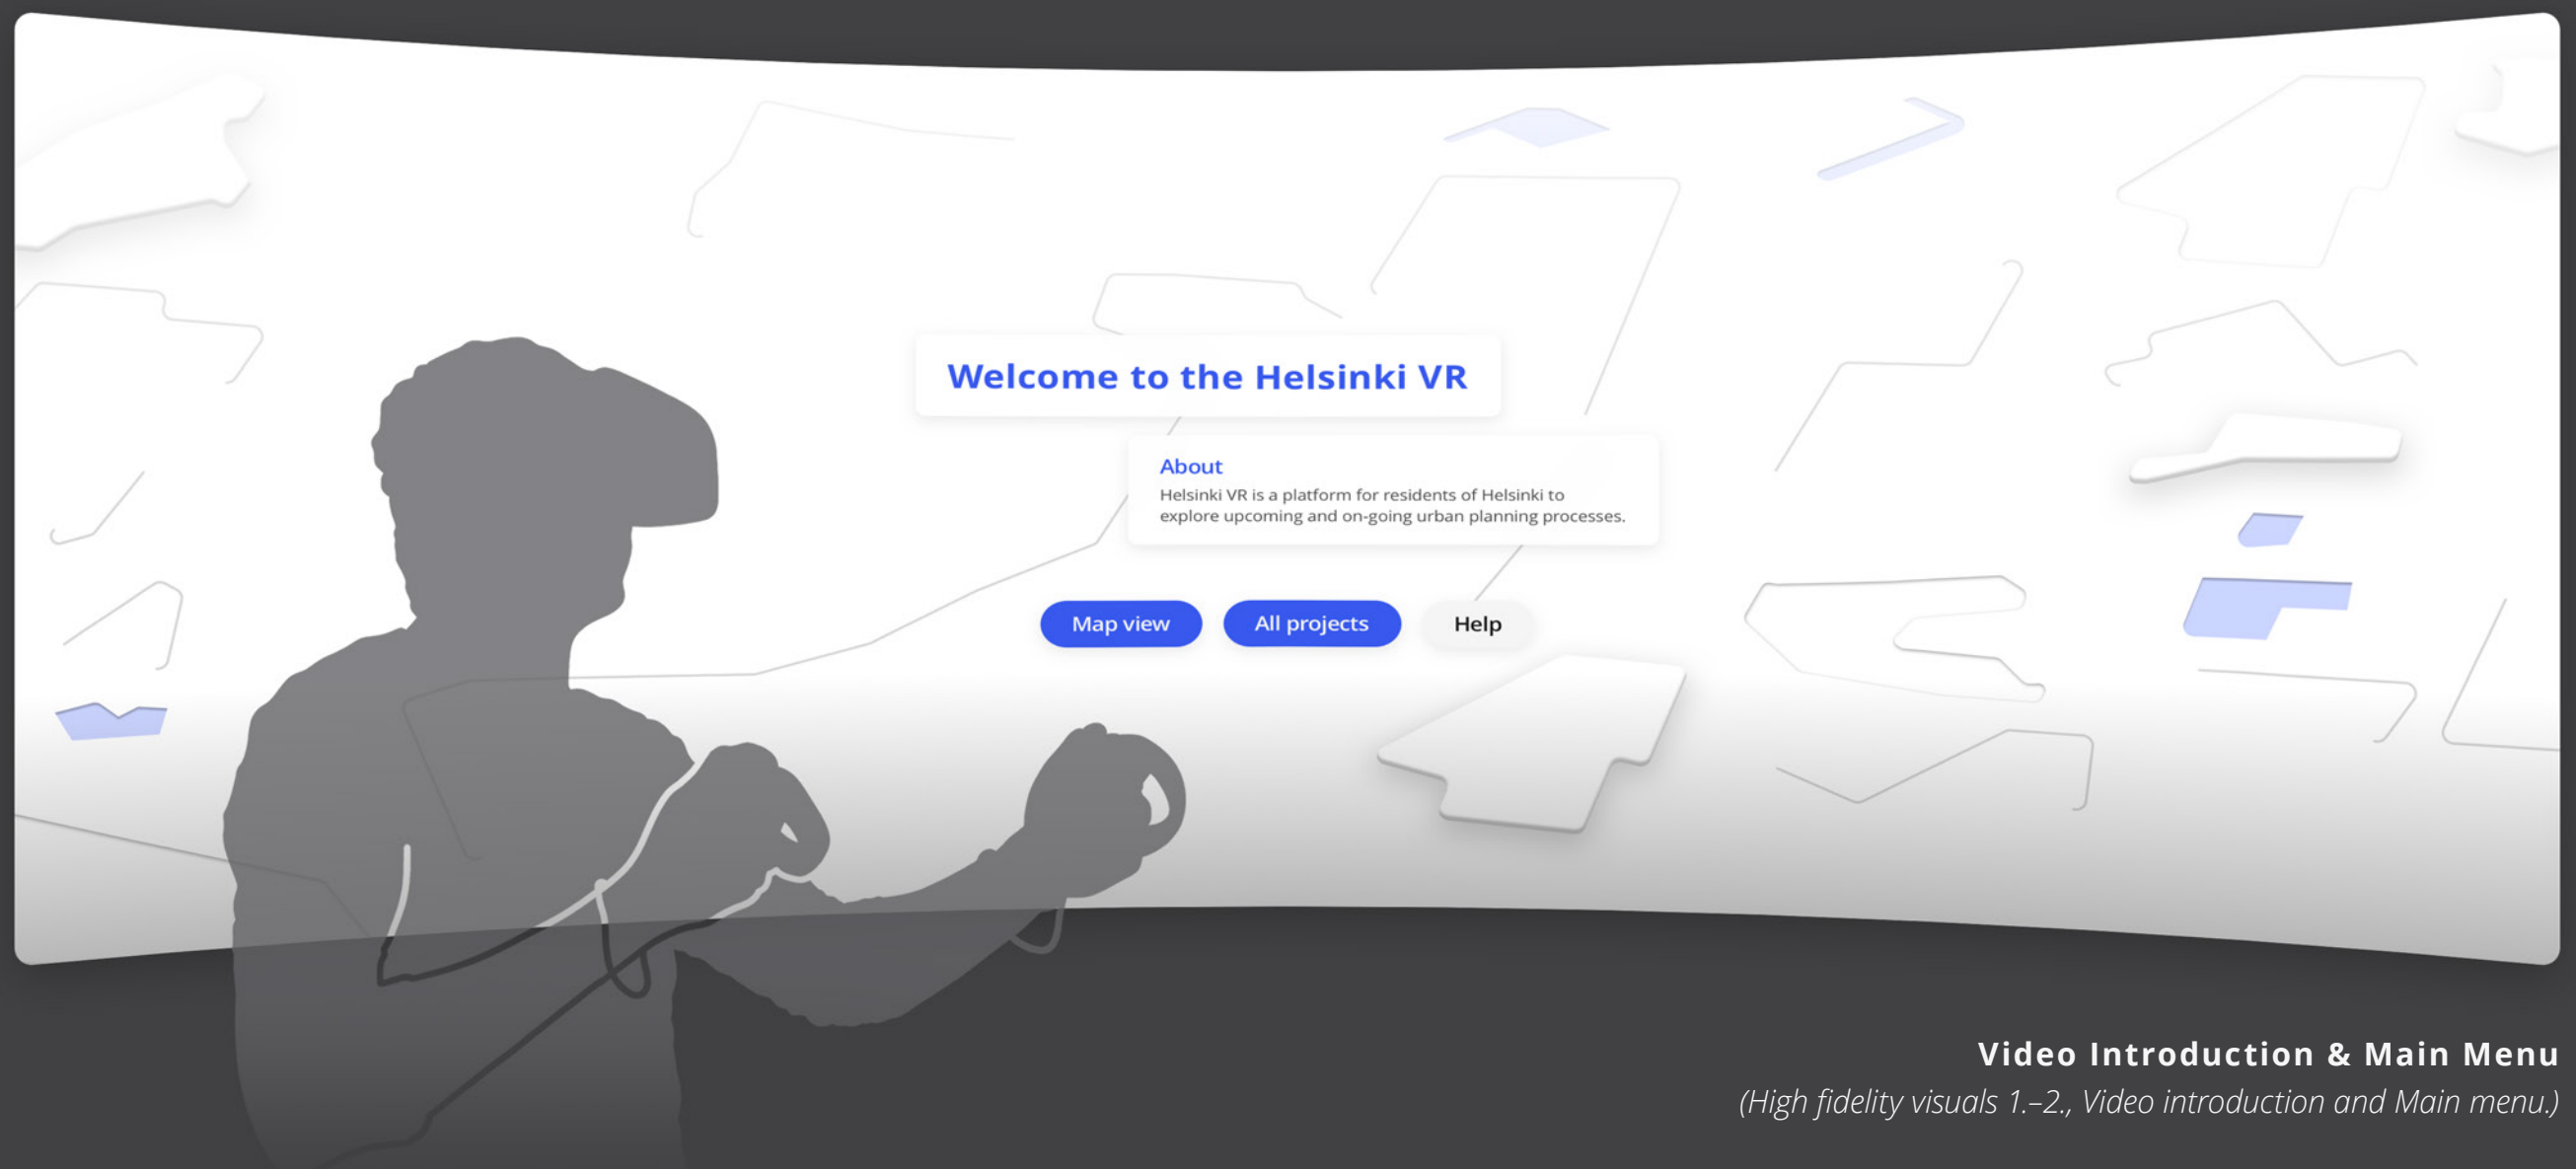 Welcome to the Helsinki VR
About
Helsinki VR is a platform for residents of Helsinki to
explore upcoming and on-going urban planning processes.
Map view
All projects
Help
Video Introduction & Main Menu
(High fidelity visuals 1.–2., Video introduction and Main menu.)